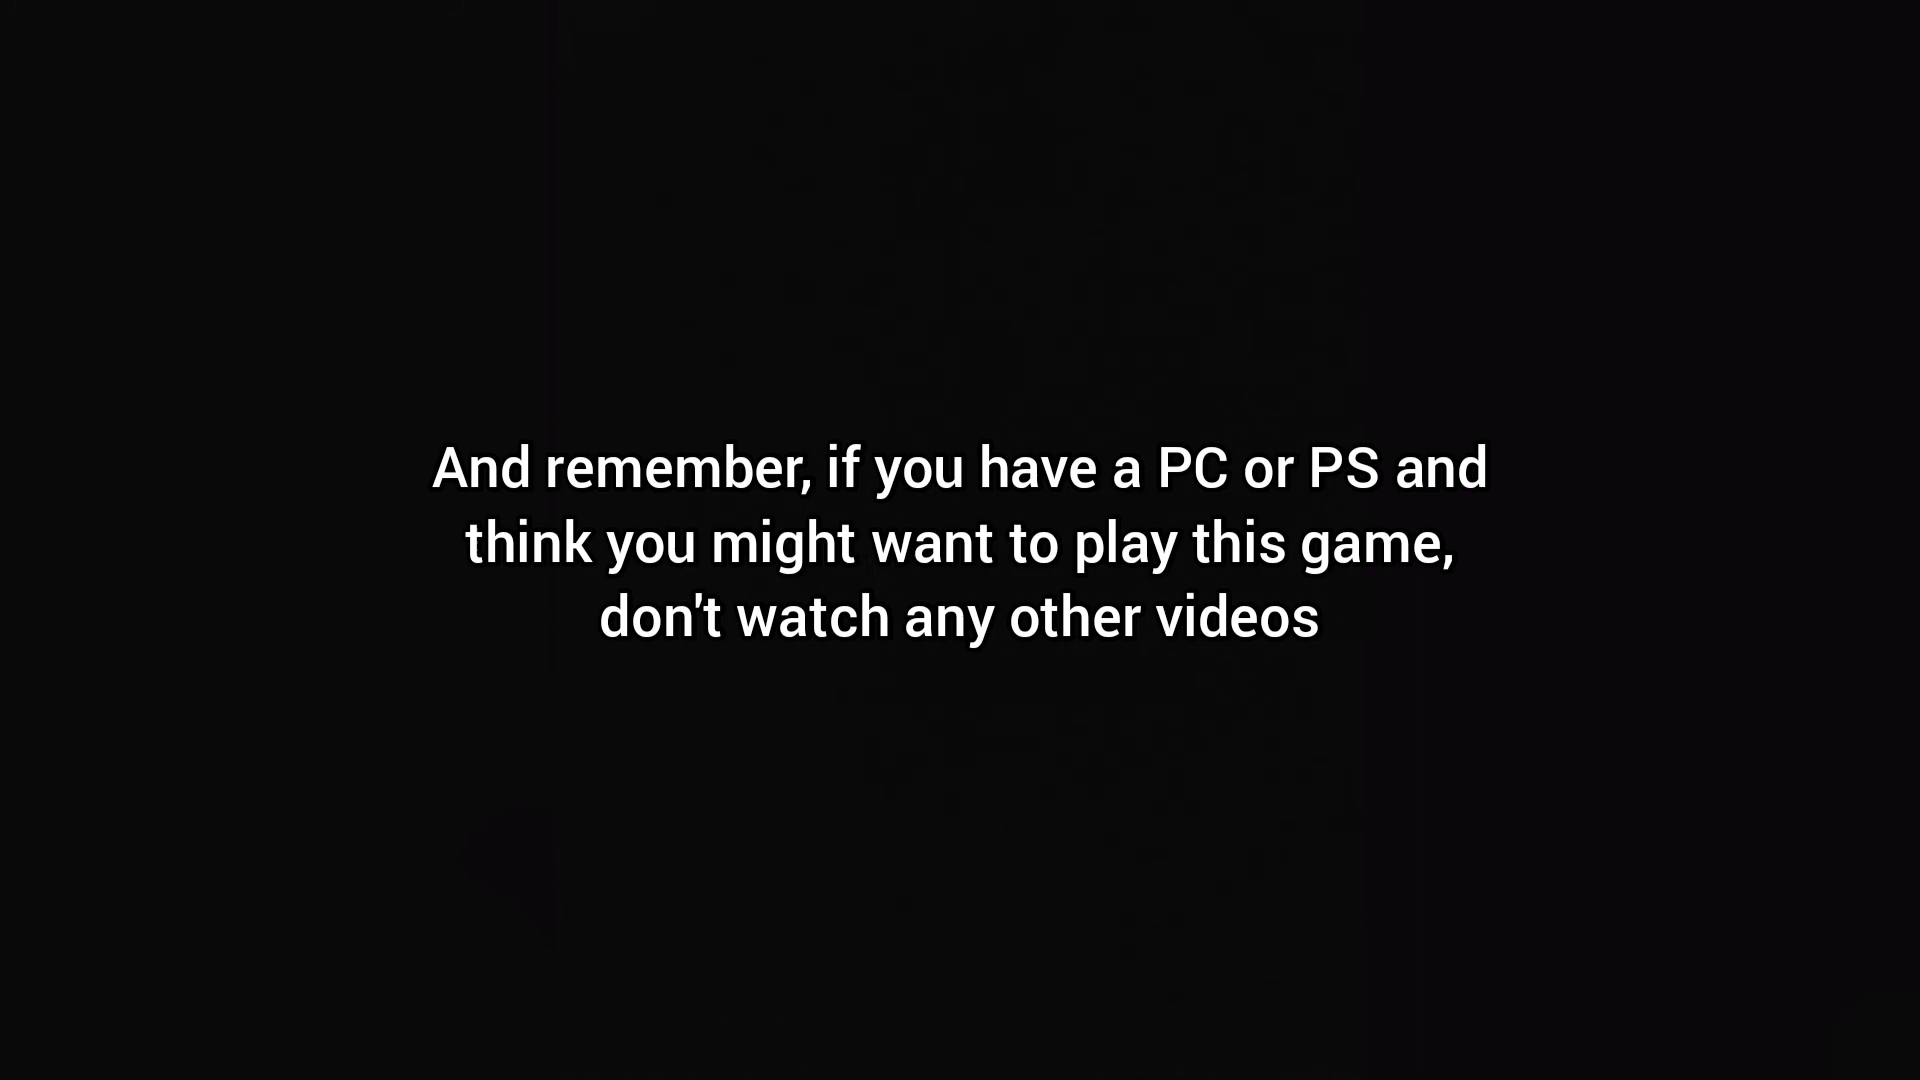 And remember, if you have a PC or PS and
think you might want to play this game,
don't watch any other videos